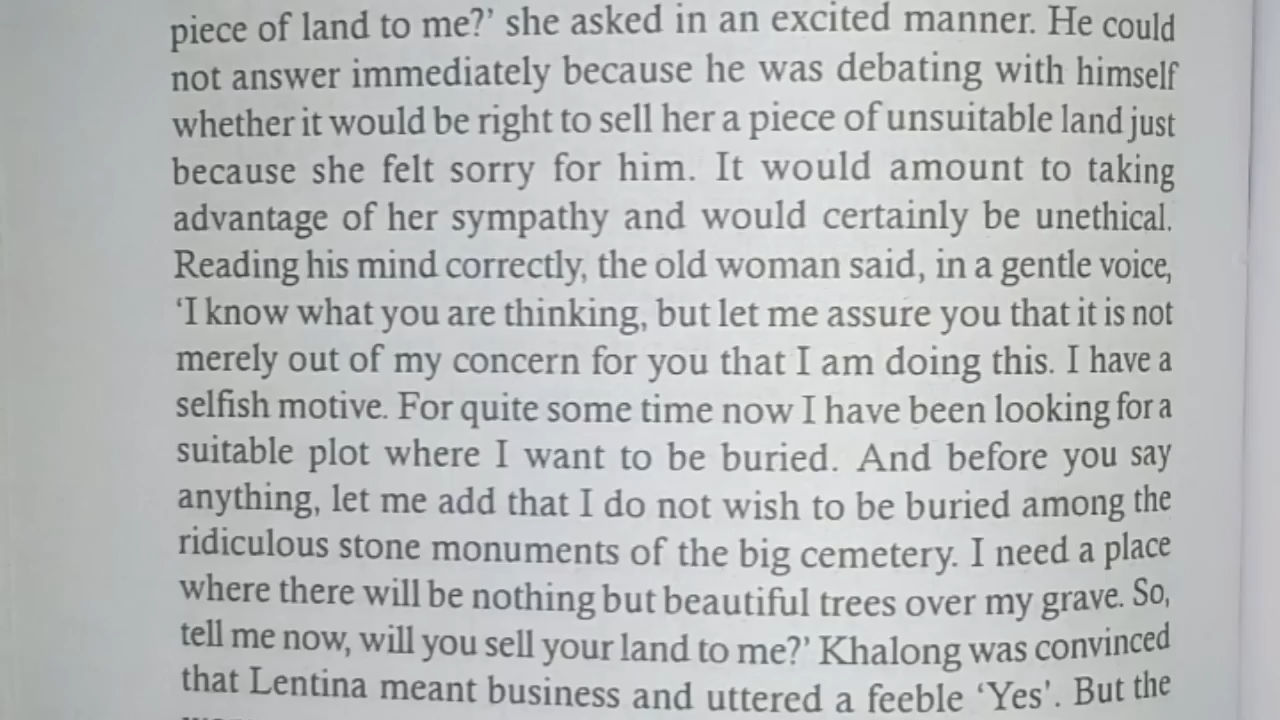 piece of land to me?’ she asked in an excited manner. He could
not answer immediately because he was debating with himself
whether it would be right to sell her a piece of unsuitable land just
because she felt sorry for him. It would amount to taking
advantage of her sympathy and would certainly be unethical.
Reading his mind correctly, the old woman said, in a gentle voice,
‘I know what you are thinking, but let me assure you that it is not
merely out of my concern for you that I am doing this. I have a
selfish motive. For quite some time now I have been looking for a
suitable plot where I want to be buried. And before you say
anything, let me add that I do not wish to be buried among the
ridiculous stone monuments of the big cemetery. I need a place
where there will be nothing but beautiful trees over my grave. So,
tell me now, will you sell your land to me?’ Khalong was convinced
that Lentina meant business and uttered a feeble ‘Yes’. But the